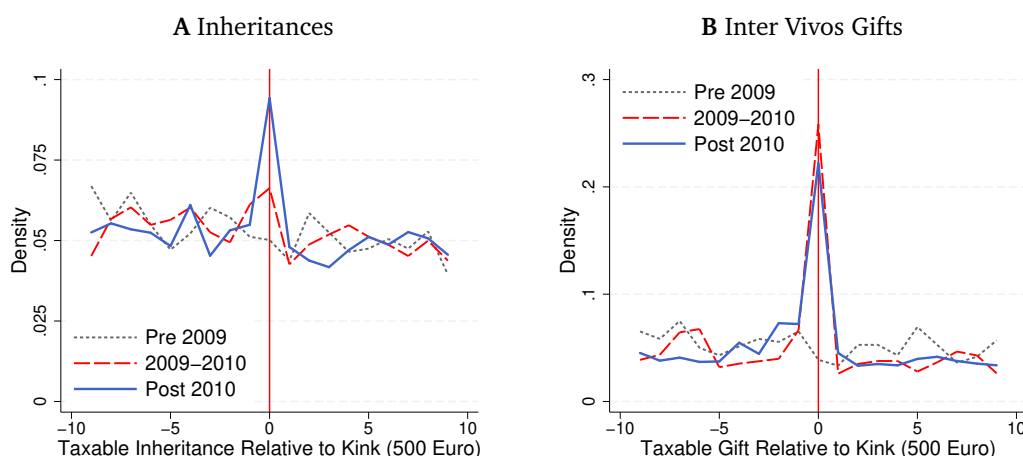 A Inheritances
.1
.075
.05
.025
0
Density
Pre 2009
2009–2010
Post 2010
−10
−5
0
5
10
Taxable Inheritance Relative to Kink (500 Euro)
B Inter Vivos Gifts
.3
.2
.1
0
Density
Pre 2009
2009–2010
Post 2010
−10
−5
0
5
10
Taxable Gift Relative to Kink (500 Euro)